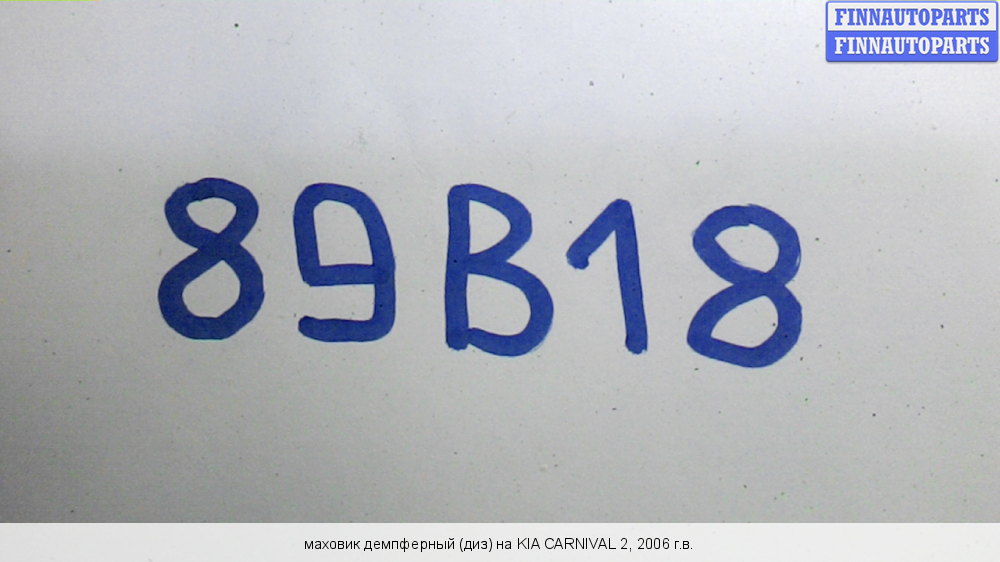 FINNAUTOPARTS
FINNAUTOPARTS
89B18
маховик демпферный (диз) на KIA CARNIVAL 2, 2006 г.в.